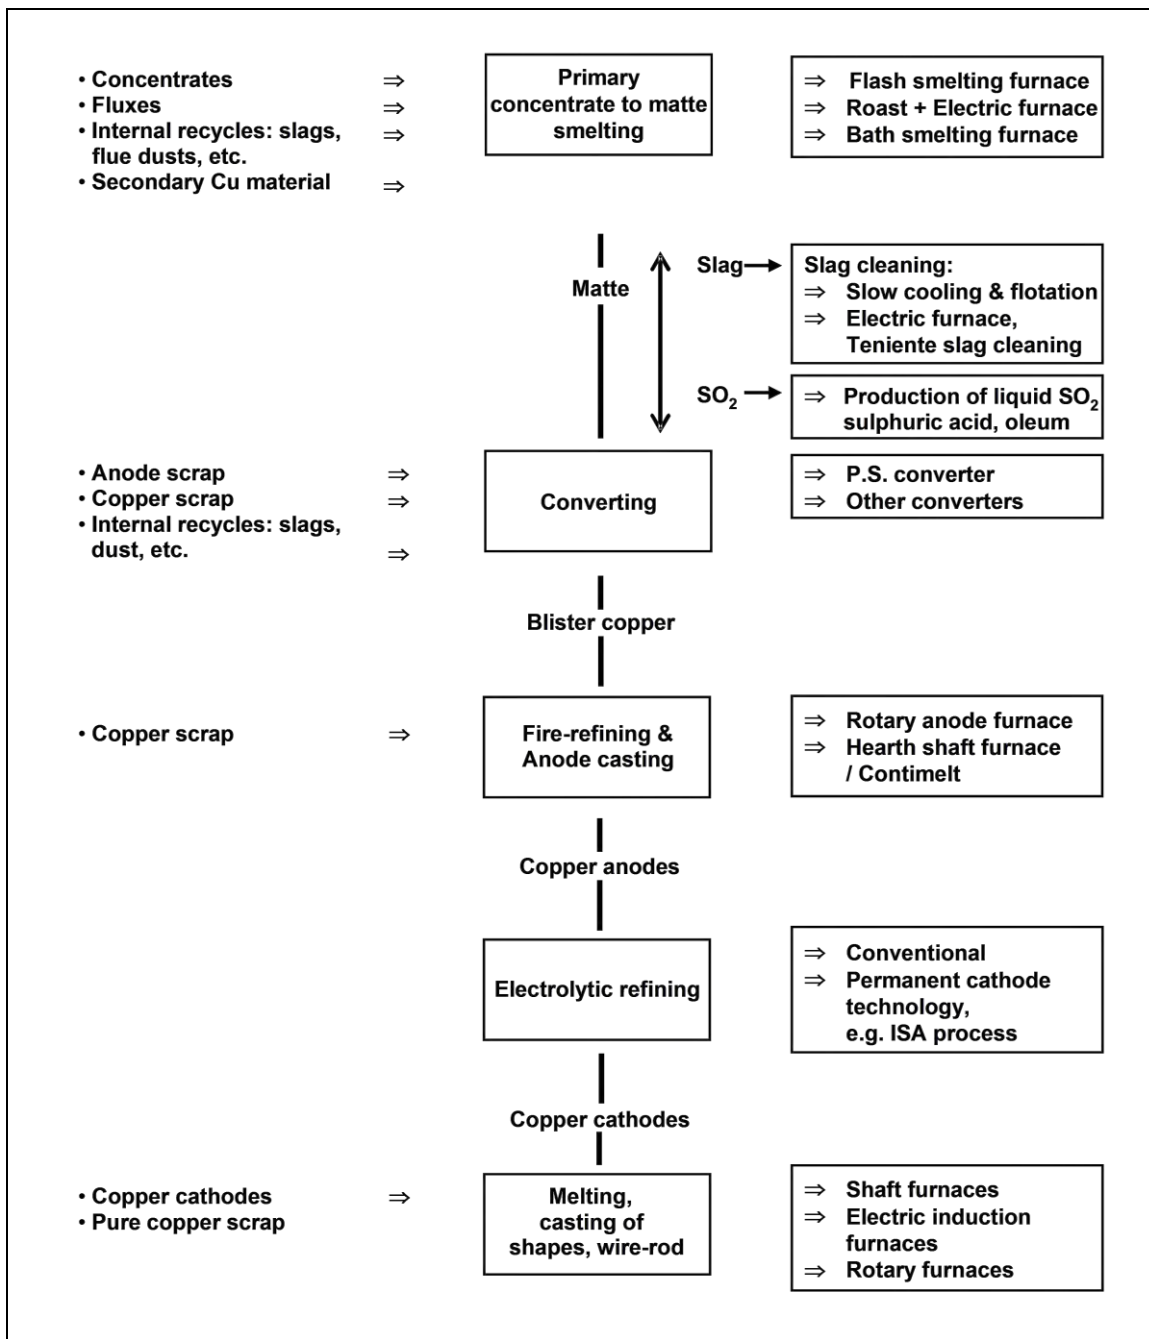 • Concentrates ⇒
• Fluxes ⇒
• Internal recycles: slags, ⇒
flue dusts, etc.
• Secondary Cu material ⇒
Primary
concentrate to matte
smelting
⇒ Flash smelting furnace
⇒ Roast + Electric furnace
⇒ Bath smelting furnace
Matte
Slag
Slag cleaning:
⇒ Slow cooling & flotation
⇒ Electric furnace,
Teniente slag cleaning
SO2
⇒ Production of liquid SO2
sulphuric acid, oleum
• Anode scrap ⇒
• Copper scrap ⇒
• Internal recycles: slags,
dust, etc. ⇒
Converting
⇒ P.S. converter
⇒ Other converters
Blister copper
• Copper scrap ⇒
Fire-refining &
Anode casting
⇒ Rotary anode furnace
⇒ Hearth shaft furnace
/ Contimelt
Copper anodes
Electrolytic refining
⇒ Conventional
⇒ Permanent cathode
technology,
e.g. ISA process
Copper cathodes
• Copper cathodes ⇒
• Pure copper scrap
Melting,
casting of
shapes, wire-rod
⇒ Shaft furnaces
⇒ Electric induction
furnaces
⇒ Rotary furnaces